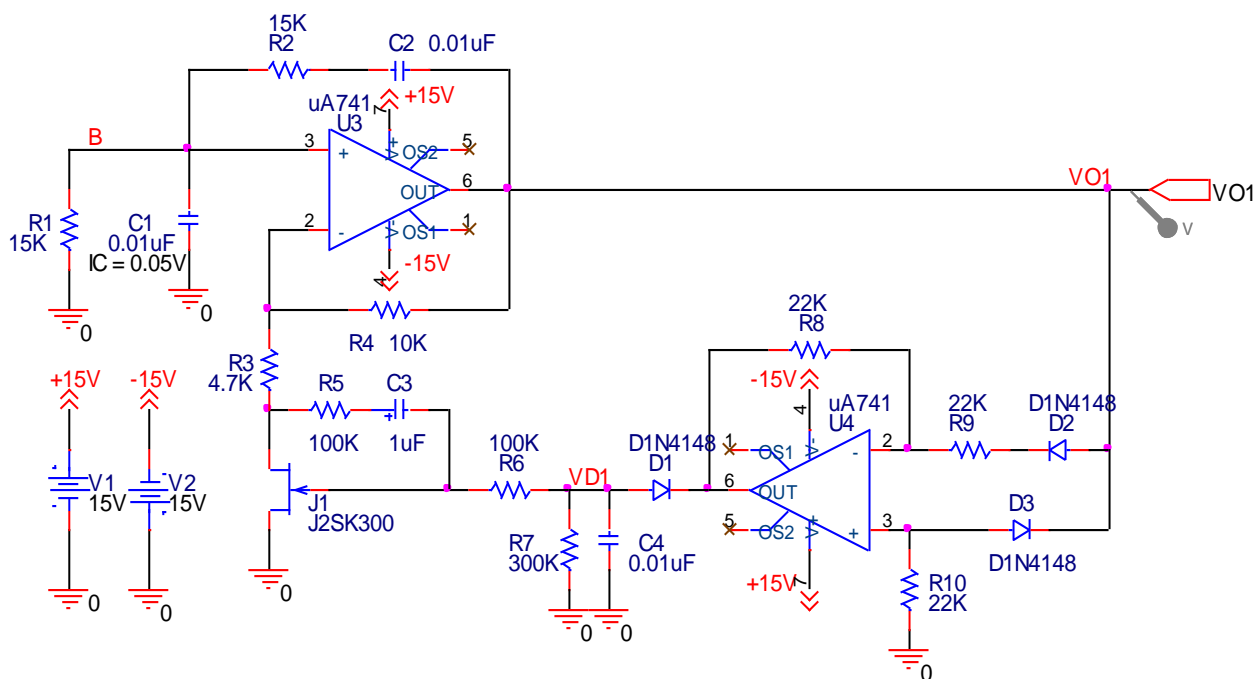 15K
R2
C2 0.01uF
+15V
uA741
U3
7
B
3
+
V+
OS2
5
OUT
6
2
-
V-
OS1
1
-15V
4
R1
15K
C1
0.01uF
IC = 0.05V
0
0
VO1
VO1
V
R4 10K
R3
4.7K
R5
100K
C3
1uF
+15V
-15V
V1
15V
V2
15V
0
0
J1
J2SK300
0
100K
R6
VD1
D1N4148
D1
R7
300K
C4
0.01uF
0
0
22K
R8
-15V
4
uA741
U4
1
OS1
V-
2
-
6
OUT
5
OS2
V+
3
+
+15V
7
22K
R9
D1N4148
D2
D3
D1N4148
R10
22K
0